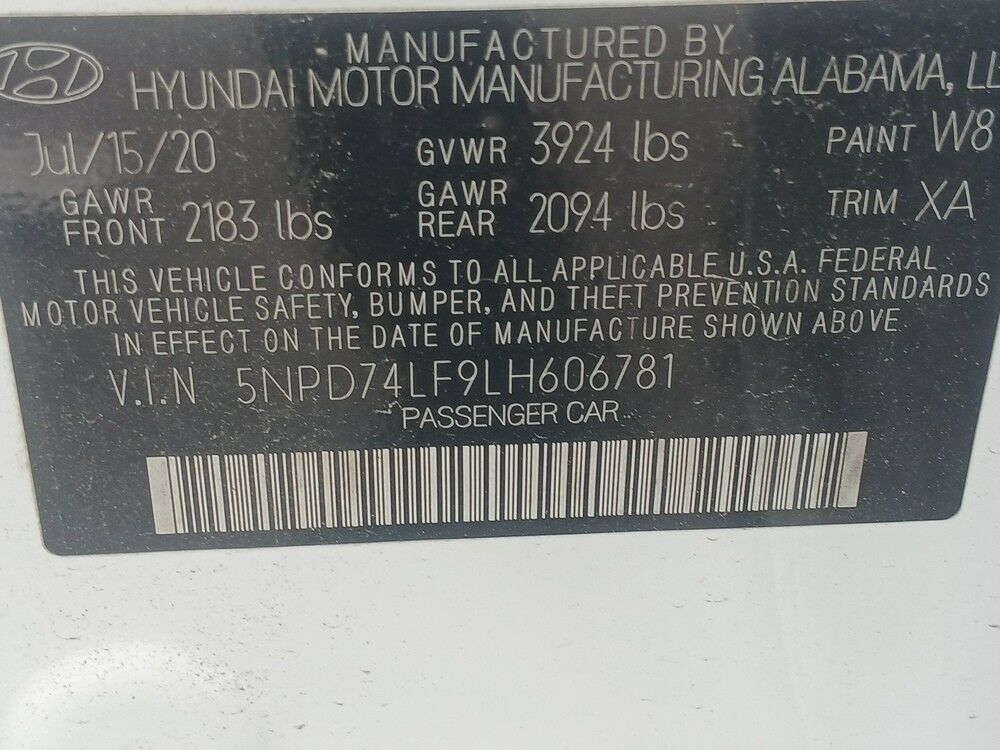 MANUFACTURED BY
HYUNDAI MOTOR MANUFACTURING ALABAMA, LL
Jul/15/20 GVWR 3924 lbs PAINT W8
GAWR FRONT 2183 lbs GAWR REAR 2094 lbs TRIM XA
THIS VEHICLE CONFORMS TO ALL APPLICABLE U.S.A. FEDERAL
MOTOR VEHICLE SAFETY, BUMPER, AND THEFT PREVENTION STANDARDS
IN EFFECT ON THE DATE OF MANUFACTURE SHOWN ABOVE
V.I.N 5NPD74LF9LH606781
PASSENGER CAR